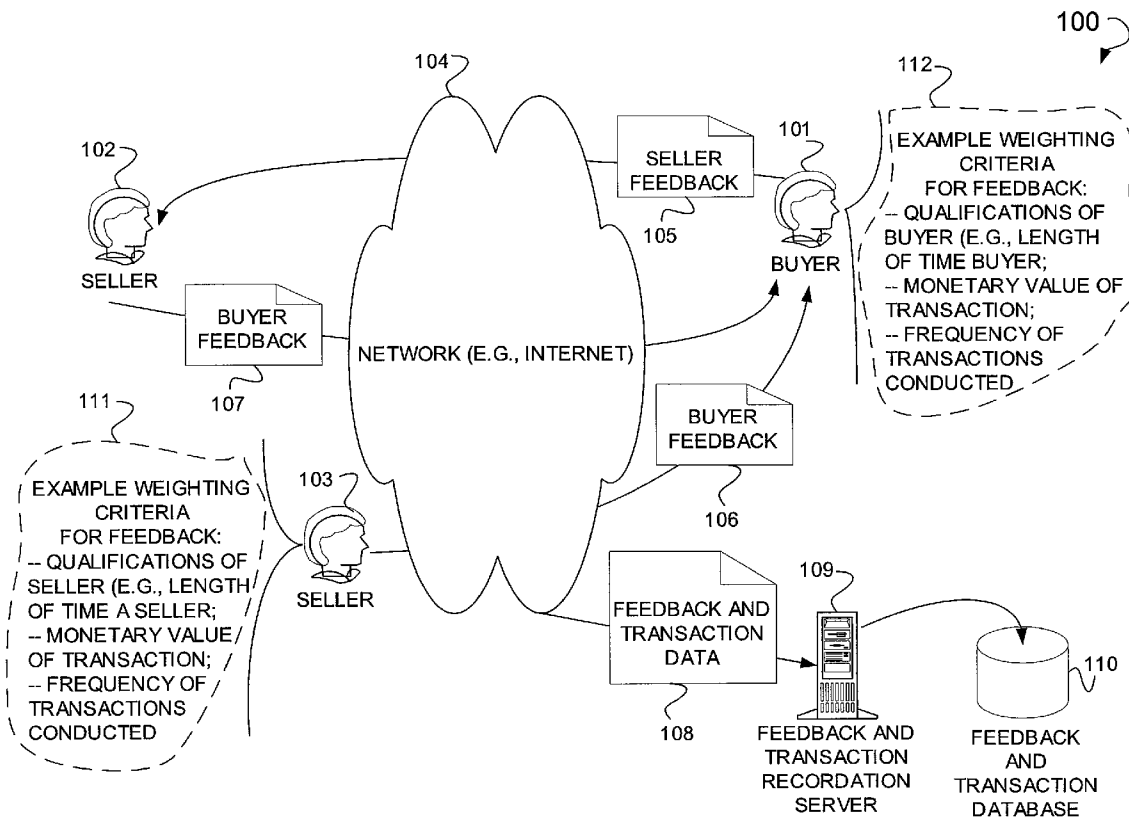 100
104
112
102
SELLER
FEEDBACK
101
105
EXAMPLE WEIGHTING
CRITERIA
FOR FEEDBACK:
-- QUALIFICATIONS OF
BUYER (E.G., LENGTH
OF TIME BUYER;
-- MONETARY VALUE OF
TRANSACTION;
-- FREQUENCY OF
TRANSACTIONS
CONDUCTED
SELLER
BUYER
BUYER
FEEDBACK
107
NETWORK (E.G., INTERNET)
BUYER
FEEDBACK
106
111
EXAMPLE WEIGHTING
CRITERIA
FOR FEEDBACK:
-- QUALIFICATIONS OF
SELLER (E.G., LENGTH
OF TIME A SELLER;
-- MONETARY VALUE
OF TRANSACTION;
-- FREQUENCY OF
TRANSACTIONS
CONDUCTED
103
SELLER
FEEDBACK AND
TRANSACTION
DATA
108
109
FEEDBACK AND
TRANSACTION
RECORDATION
SERVER
110
FEEDBACK
AND
TRANSACTION
DATABASE